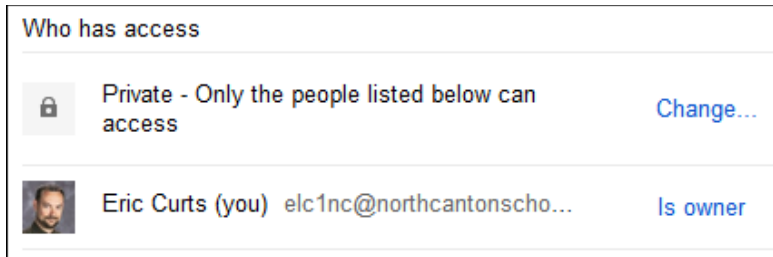 Who has access
Private - Only the people listed below can
access
Change...
Eric Curts (you) elc1nc@northcantonscho...
Is owner